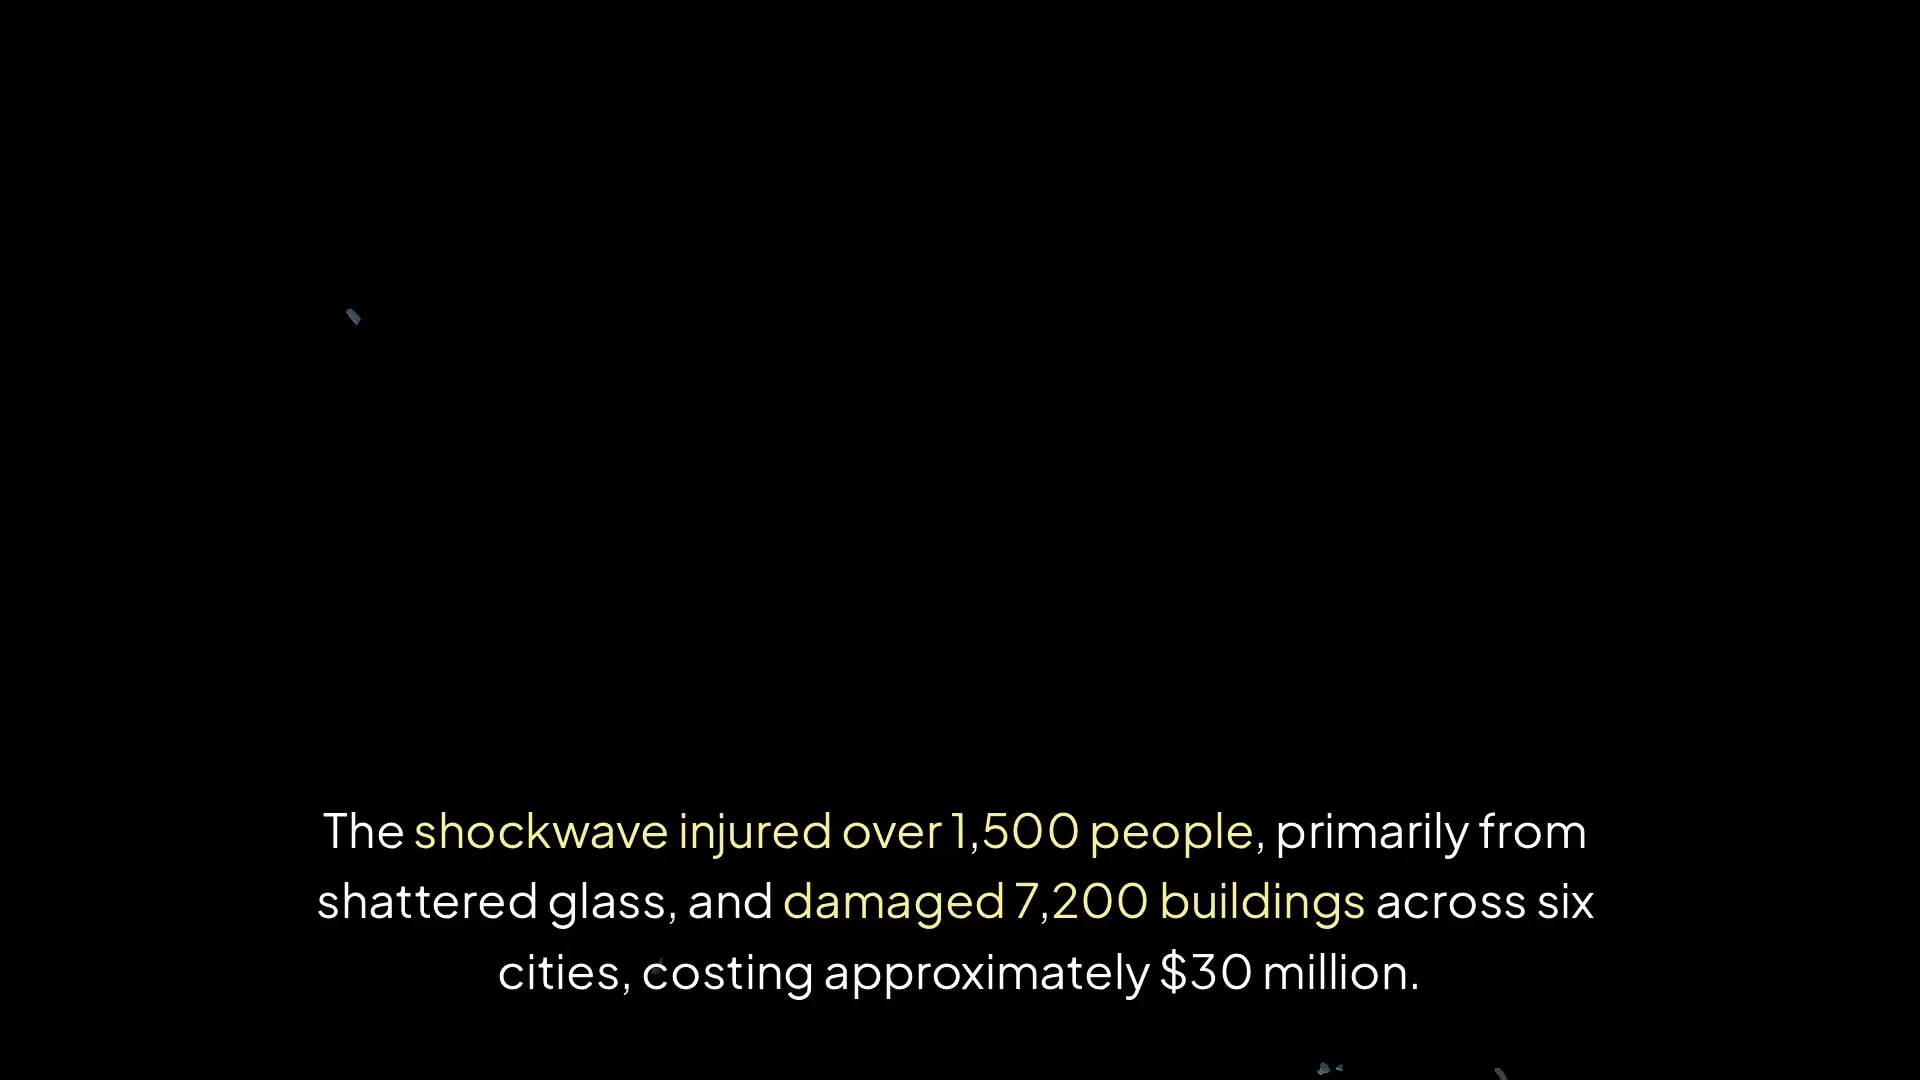 The shockwave injured over 1,500 people, primarily from
shattered glass, and damaged 7,200 buildings across six
cities, costing approximately $30 million.